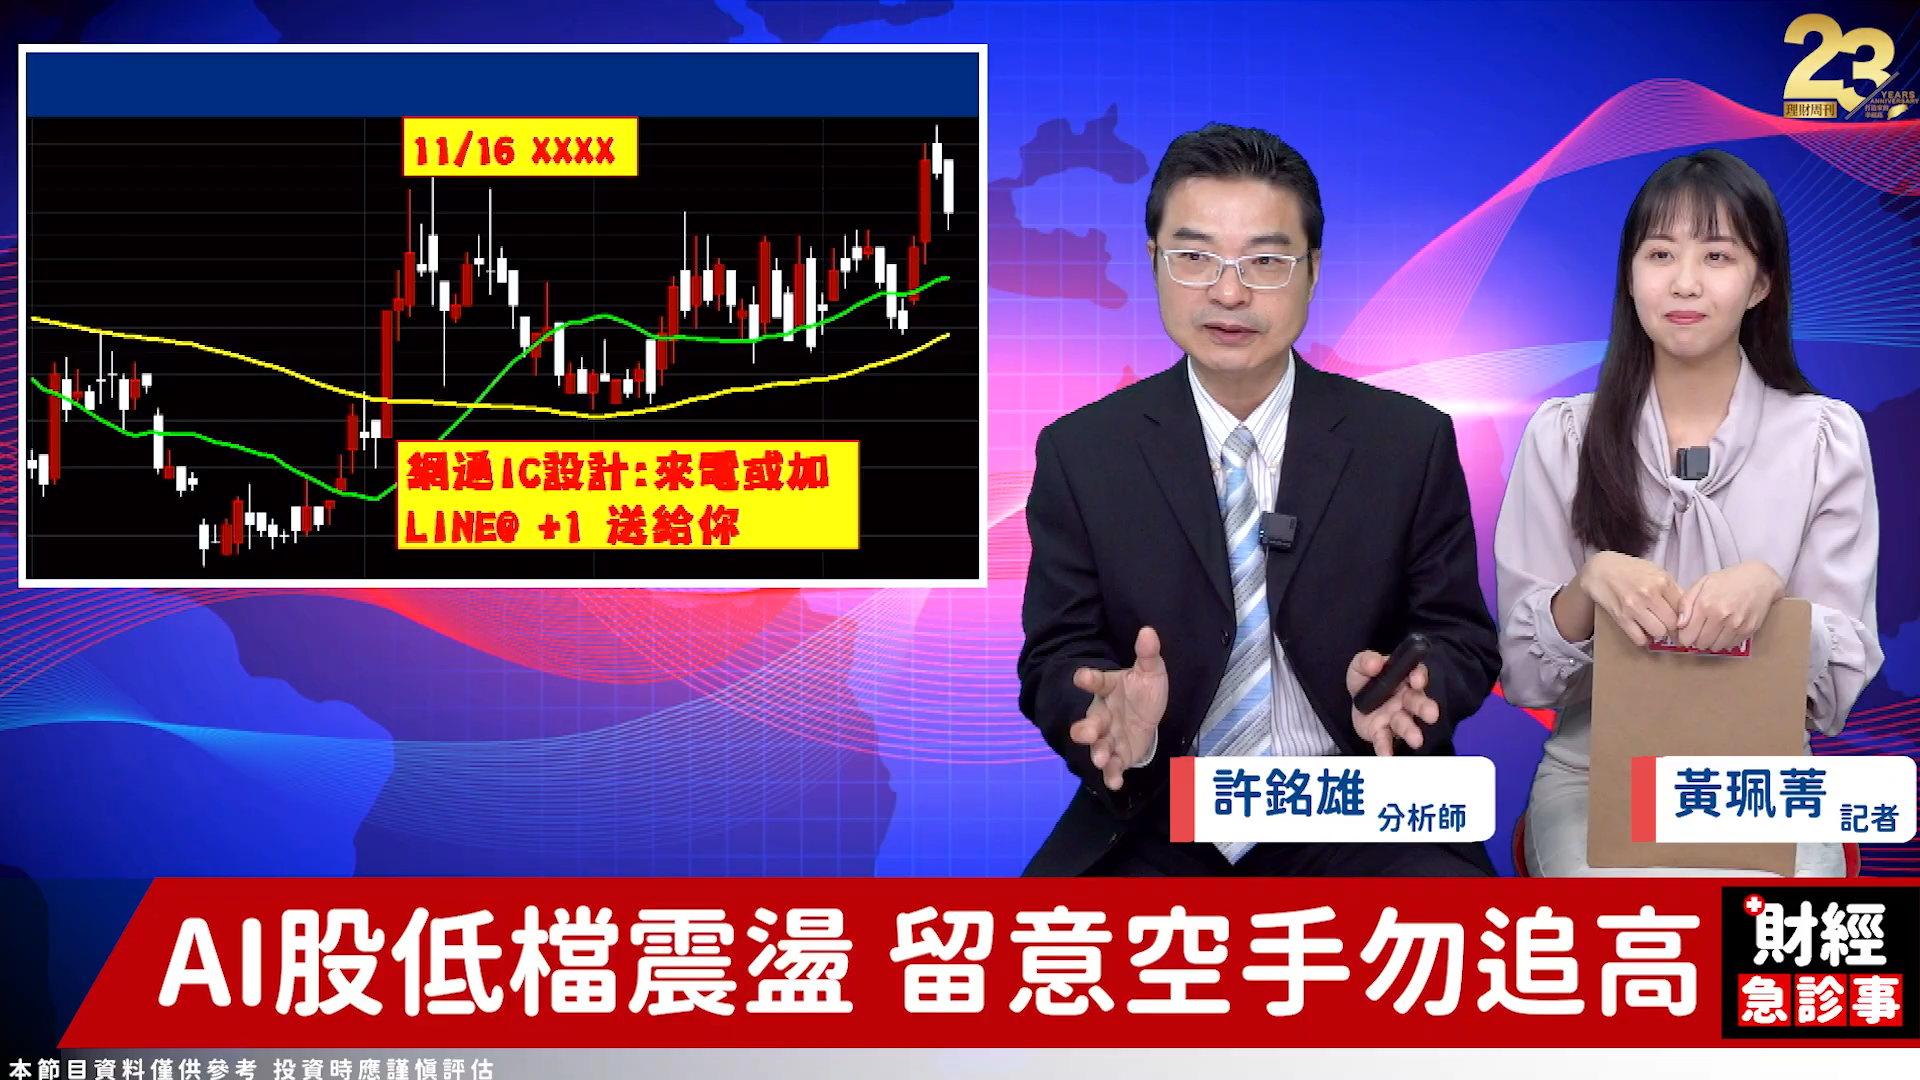 23
YEARS
ANNIVERSARY
理財周刊
11/16 XXXX
網通IC設計:來電或加
LINE@ +1 送給你
許銘雄 分析師
黃珮菁 記者
AI股低檔震盪 留意空手勿追高
財經
急診事
本節目資料僅供參考 投資時應謹慎評估